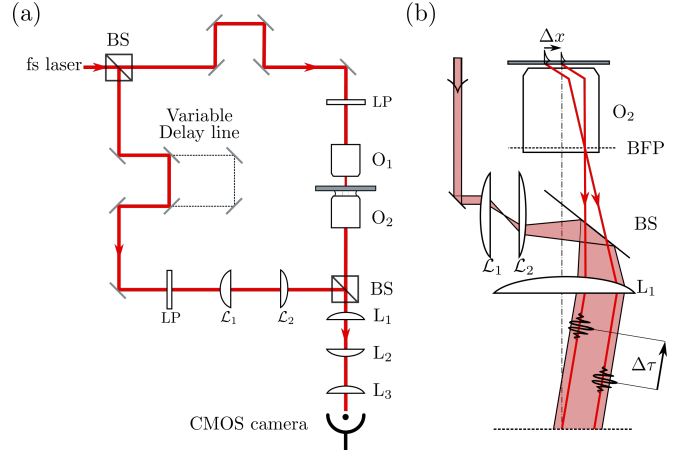 (a)
BS
fs laser
LP
Variable
Delay line
O₁
O₂
BS
LP
ℒ₁
ℒ₂
L₁
L₂
L₃
CMOS camera
(b)
Δx
O₂
BFP
BS
ℒ₁
ℒ₂
L₁
Δτ